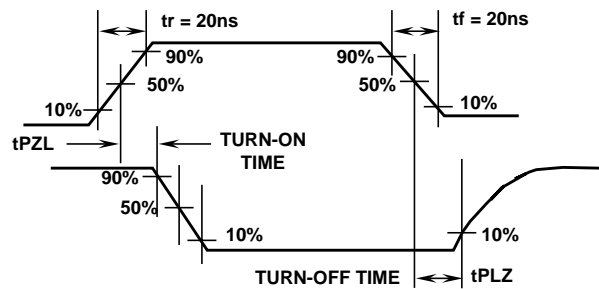 tr = 20ns
tf = 20ns
90%
90%
50%
50%
10%
10%
tPZL
TURN-ON
TIME
90%
50%
10%
10%
TURN-OFF TIME
tPLZ